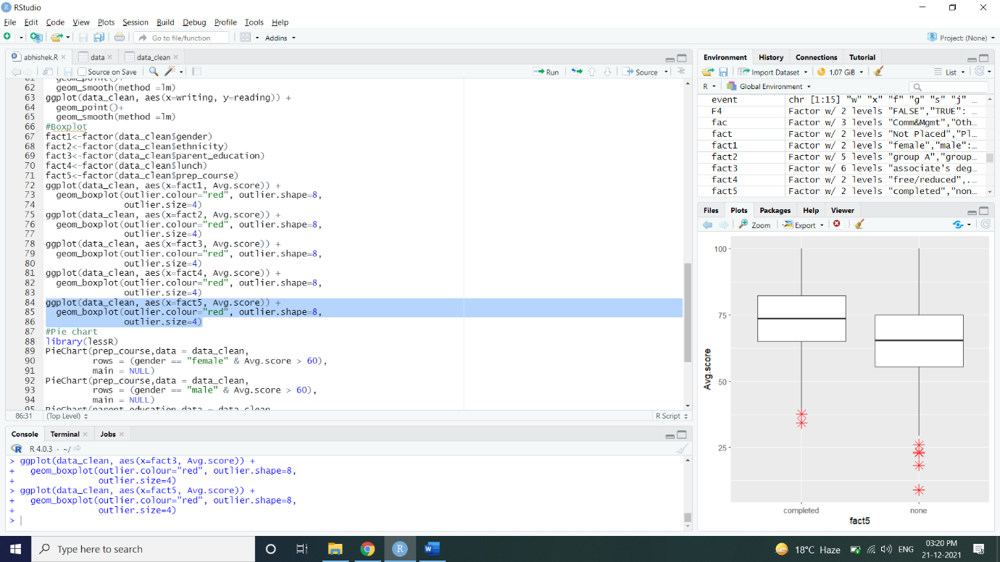 RStudio
File Edit Code View Plots Session Build Debug Profile Tools Help
Go to file/function Addins Project: (None)
abhishek.R data data_clean
Source on Save Run Source
61 geom_point()+
62 geom_smooth(method =lm)
63 ggplot(data_clean, aes(x=writing, y=reading)) +
64 geom_point()+
65 geom_smooth(method =lm)
66 #Boxplot
67 fact1<-factor(data_clean$gender)
68 fact2<-factor(data_clean$ethnicity)
69 fact3<-factor(data_clean$parent_education)
70 fact4<-factor(data_clean$lunch)
71 fact5<-factor(data_clean$prep_course)
72 ggplot(data_clean, aes(x=fact1, Avg.score)) +
73 geom_boxplot(outlier.colour="red", outlier.shape=8,
74 outlier.size=4)
75 ggplot(data_clean, aes(x=fact2, Avg.score)) +
76 geom_boxplot(outlier.colour="red", outlier.shape=8,
77 outlier.size=4)
78 ggplot(data_clean, aes(x=fact3, Avg.score)) +
79 geom_boxplot(outlier.colour="red", outlier.shape=8,
80 outlier.size=4)
81 ggplot(data_clean, aes(x=fact4, Avg.score)) +
82 geom_boxplot(outlier.colour="red", outlier.shape=8,
83 outlier.size=4)
84 ggplot(data_clean, aes(x=fact5, Avg.score)) +
85 geom_boxplot(outlier.colour="red", outlier.shape=8,
86 outlier.size=4)
87 #Pie chart
88 library(lessR)
89 PieChart(prep_course,data = data_clean,
90 rows = (gender == "female" & Avg.score > 60),
91 main = NULL)
92 PieChart(prep_course,data = data_clean,
93 rows = (gender == "male" & Avg.score > 60),
94 main = NULL)
95 PieChart(parent_education,data = data_clean,
86:31 (Top Level) R Script
Console Terminal Jobs
R 4.0.3 · ~/
> ggplot(data_clean, aes(x=fact3, Avg.score)) +
+ geom_boxplot(outlier.colour="red", outlier.shape=8,
+ outlier.size=4)
> ggplot(data_clean, aes(x=fact5, Avg.score)) +
+ geom_boxplot(outlier.colour="red", outlier.shape=8,
+ outlier.size=4)
>
Environment History Connections Tutorial
Import Dataset 1.07 GiB List
R Global Environment
event chr [1:15] "w" "x" "f" "g" "s" "j" …
F4 Factor w/ 2 levels "FALSE","TRUE": …
fac Factor w/ 3 levels "Comm&Mgmt","Oth…
fact Factor w/ 2 levels "Not Placed","Pl…
fact1 Factor w/ 2 levels "female","male":…
fact2 Factor w/ 5 levels "group A","group…
fact3 Factor w/ 6 levels "associate's deg…
fact4 Factor w/ 2 levels "free/reduced",.…
fact5 Factor w/ 2 levels "completed","non…
Files Plots Packages Help Viewer
Zoom Export
100
75
50
25
Avg.score
completed none
fact5
Type here to search
W
18°C Haze ENG
03:20 PM
21-12-2021